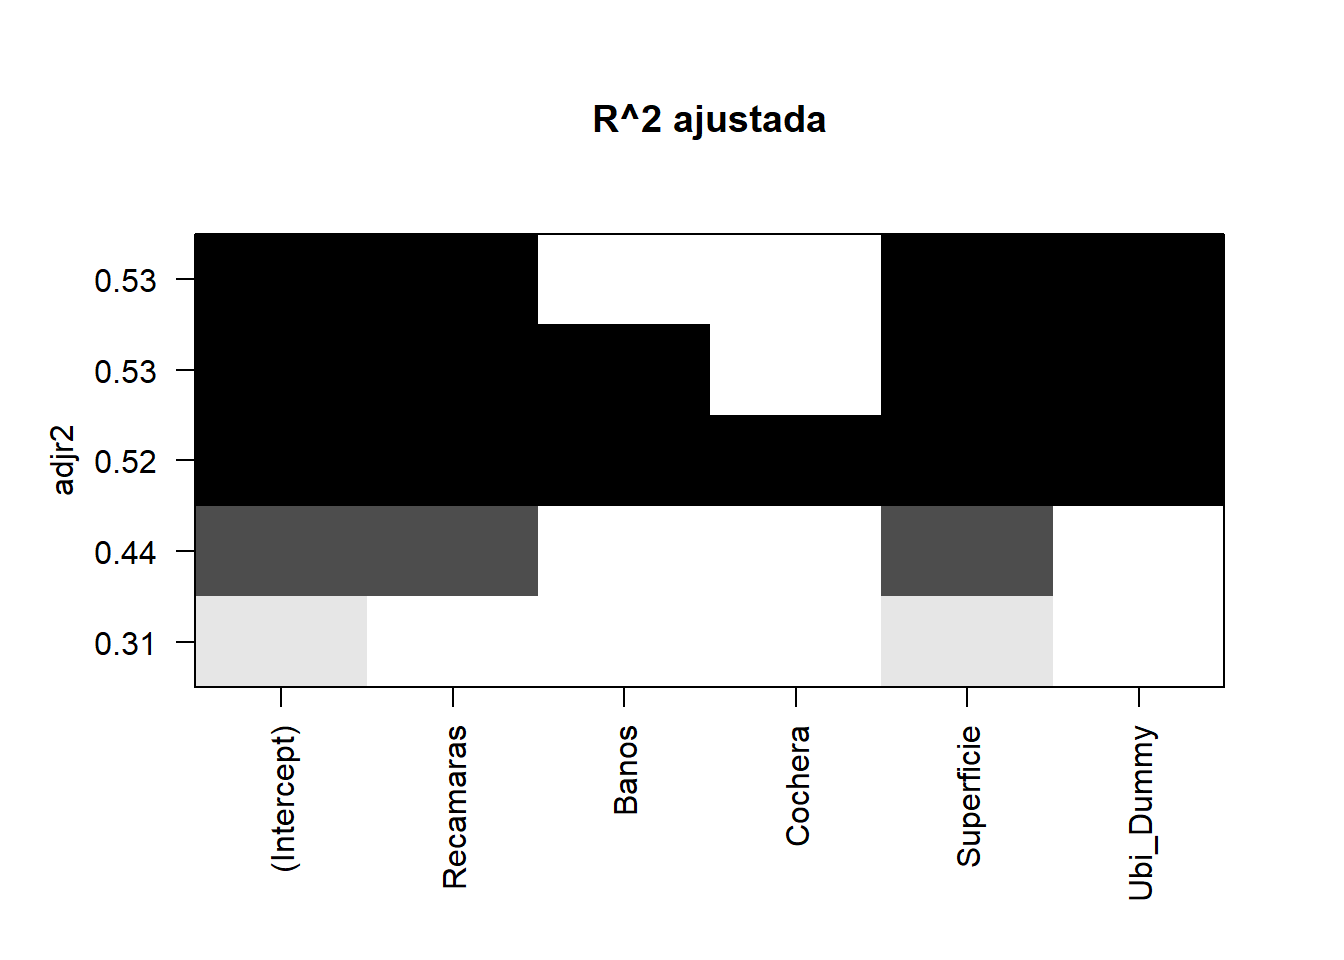 R^2 ajustada
adjr2
0.53
0.53
0.52
0.44
0.31
(Intercept)
Recamaras
Banos
Cochera
Superficie
Ubi_Dummy